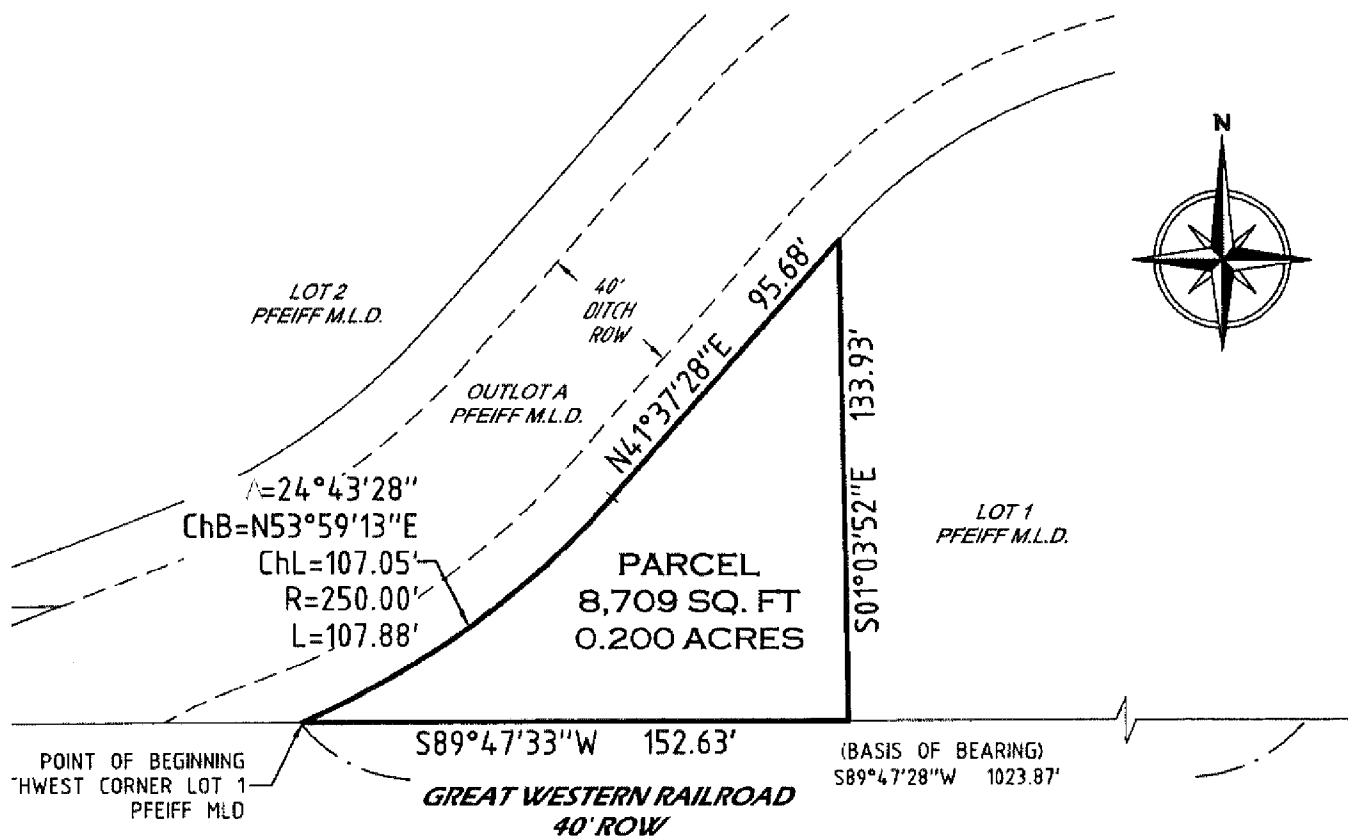 N
LOT 2
PFEIFF M.L.D.
40'
DITCH
ROW
OUTLOT A
PFEIFF M.L.D.
N41°37'28"E 95.68'
S01°03'52"E 133.93'
=24°43'28"
ChB=N53°59'13"E
ChL=107.05'
R=250.00'
L=107.88'
PARCEL
8,709 SQ. FT
0.200 ACRES
LOT 1
PFEIFF M.L.D.
S89°47'33"W 152.63'
POINT OF BEGINNING
HWEST CORNER LOT 1
PFEIFF MLD
(BASIS OF BEARING)
S89°47'28"W 1023.87'
GREAT WESTERN RAILROAD
40' ROW